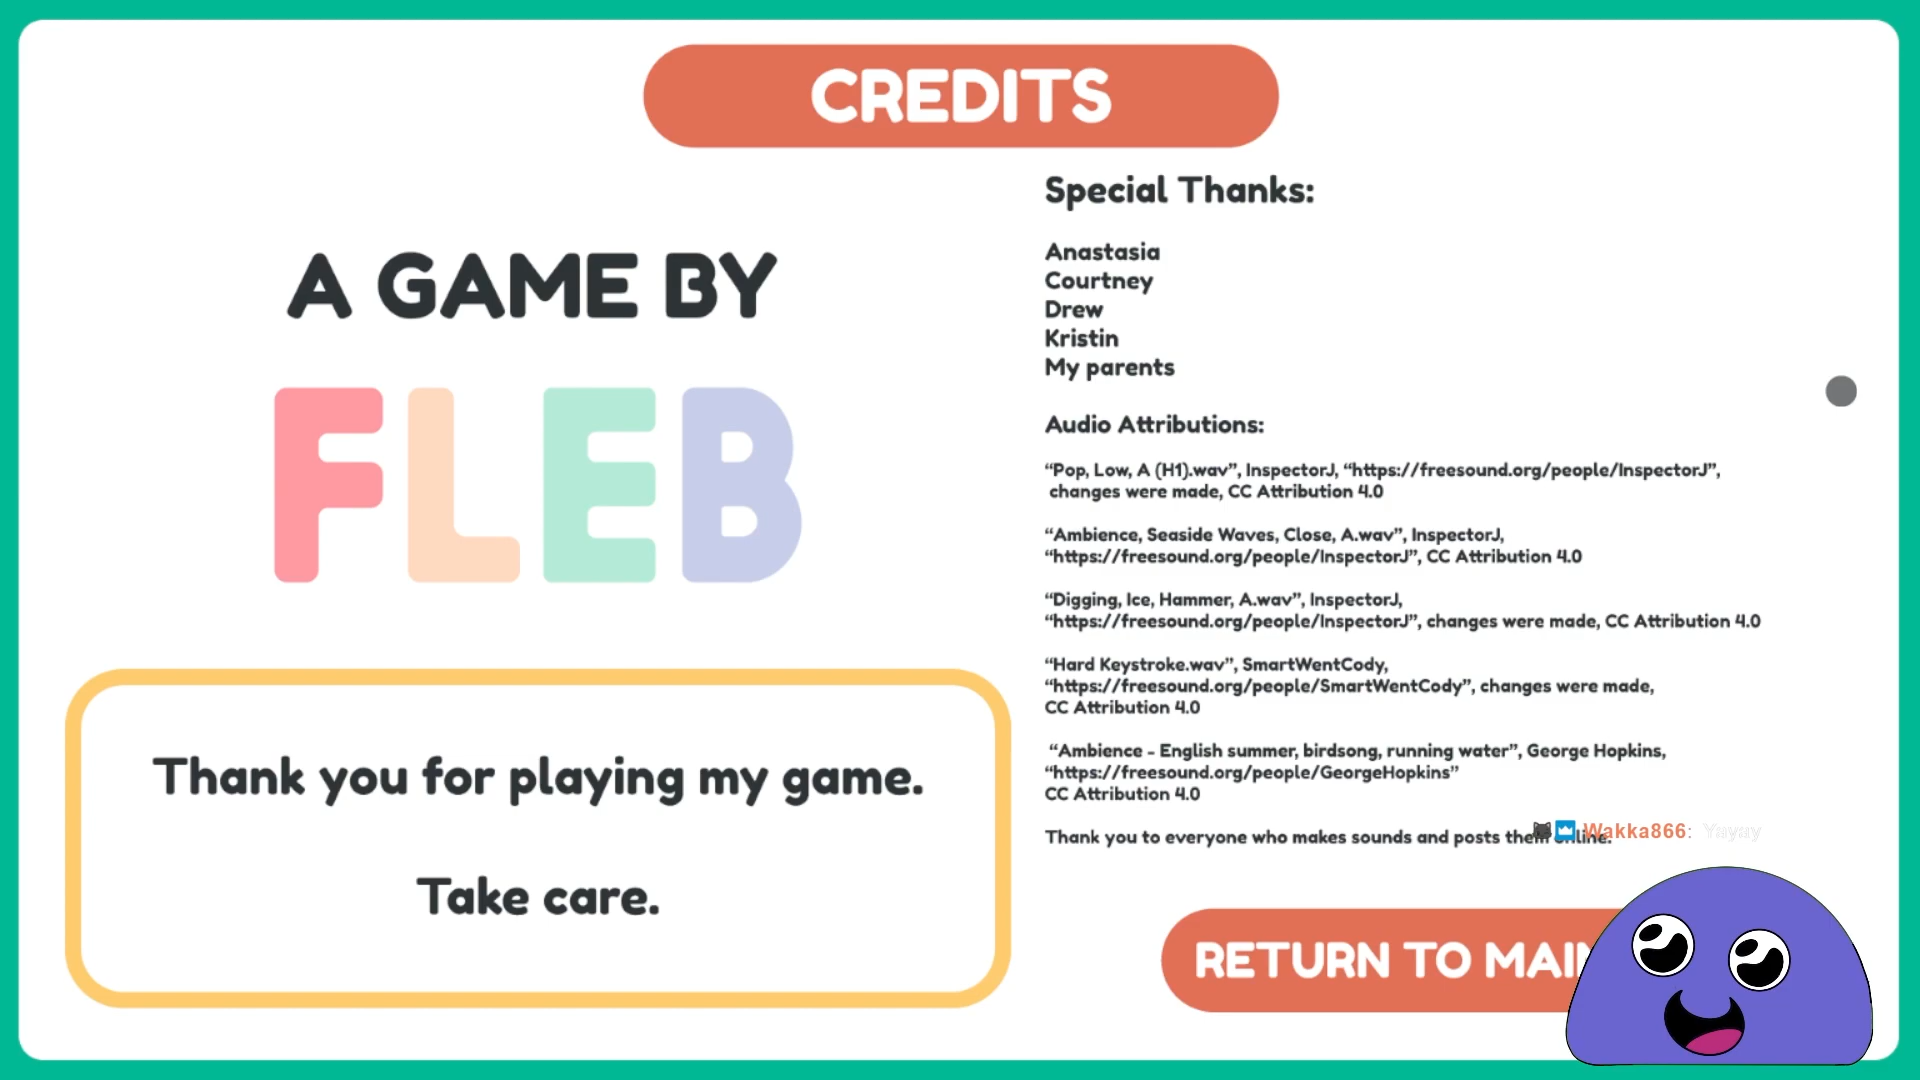 CREDITS
A GAME BY
FLEB
Thank you for playing my game.
Take care.
Special Thanks:
Anastasia
Courtney
Drew
Kristin
My parents
Audio Attributions:
“Pop, Low, A (H1).wav”, InspectorJ, “https://freesound.org/people/InspectorJ”,
changes were made, CC Attribution 4.0
“Ambience, Seaside Waves, Close, A.wav”, InspectorJ,
“https://freesound.org/people/InspectorJ”, CC Attribution 4.0
“Digging, Ice, Hammer, A.wav”, InspectorJ,
“https://freesound.org/people/InspectorJ”, changes were made, CC Attribution 4.0
“Hard Keystroke.wav”, SmartWentCody,
“https://freesound.org/people/SmartWentCody”, changes were made,
CC Attribution 4.0
“Ambience - English summer, birdsong, running water”, George Hopkins,
“https://freesound.org/people/GeorgeHopkins”
CC Attribution 4.0
Thank you to everyone who makes sounds and posts them online.
Wakka866: Yayay
RETURN TO MAIN